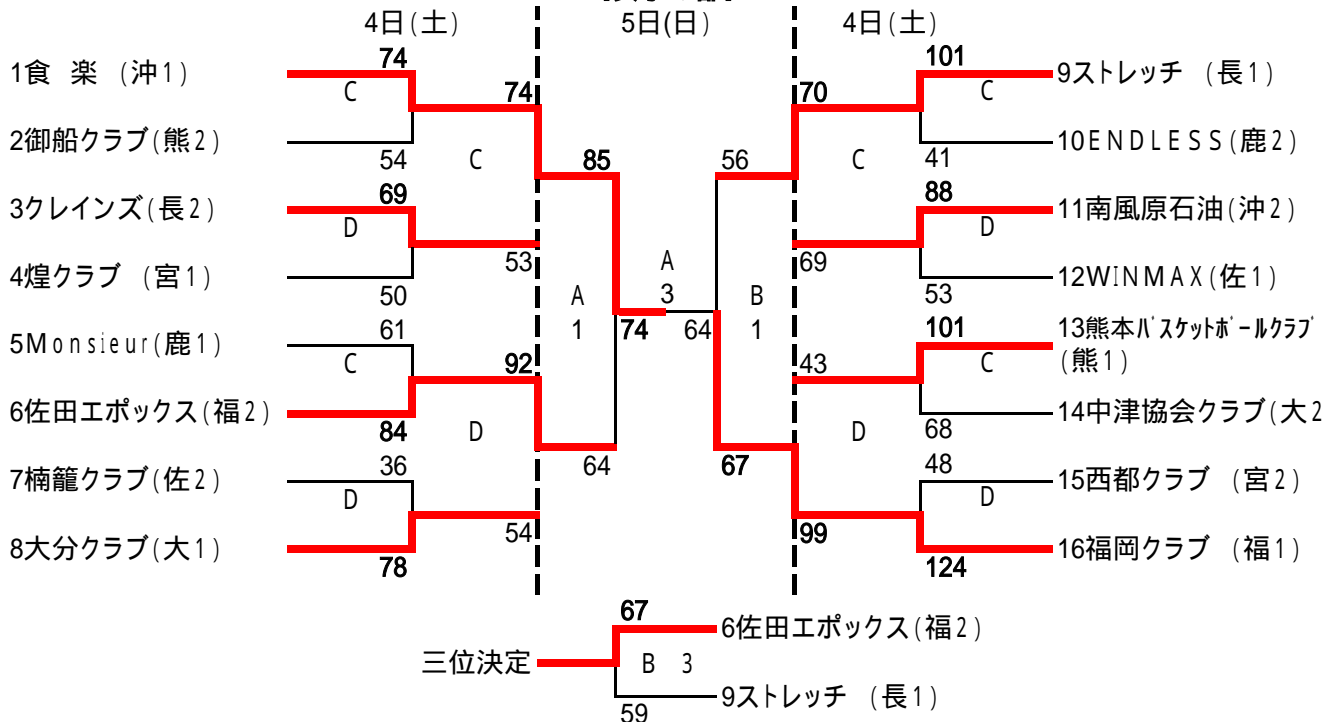 4日(土)
5日(日)
4日(土)
74
101
1食 楽 (沖1)
C
74
70
C
9ストレッチ (長1)
2御船クラブ(熊2)
54
C
85
56
C
41
10ENDLESS(鹿2)
69
88
3クレインズ(長2)
D
11南風原石油(沖2)
D
53
A
69
4煌クラブ (宮1)
50
A
3
B
53
12WINMAX(佐1)
61
1
74
64
1
101
13熊本バスケットボールクラブ
(熊1)
5Monsieur(鹿1)
C
92
43
C
6佐田エポックス(福2)
84
D
D
68
14中津協会クラブ(大2
36
64
67
48
7楠籠クラブ(佐2)
D
15西都クラブ (宮2)
D
54
99
8大分クラブ(大1)
78
124
16福岡クラブ (福1)
67
6佐田エポックス(福2)
三位決定
B 3
9ストレッチ (長1)
59